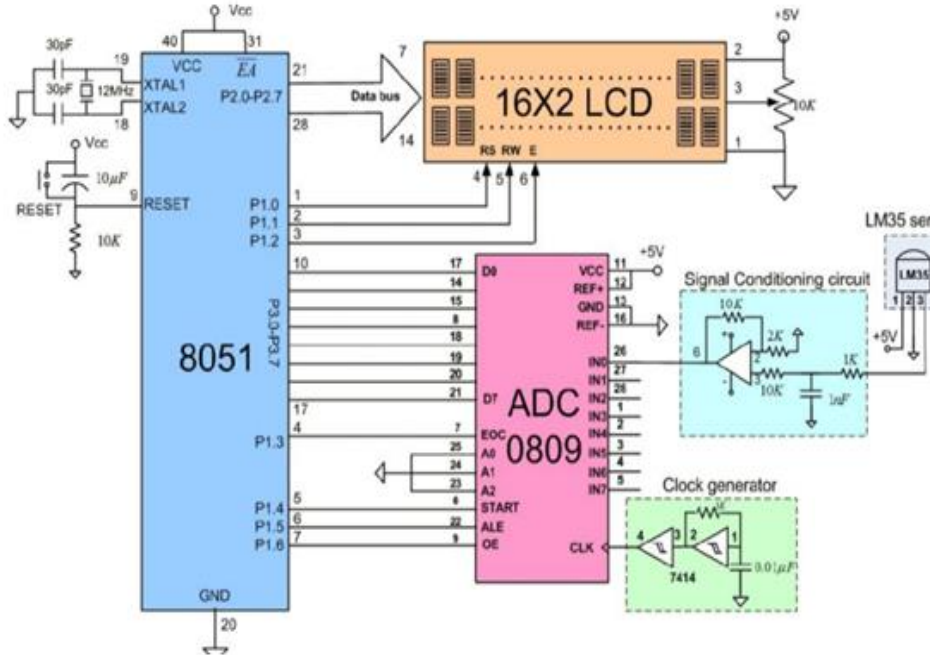 Vcc
+5V
30pF
40
31
19
VCC
EA
XTAL1
12MHz
30pF
XTAL2
18
21
P2.0-P2.7
28
7
Data bus
14
16X2 LCD
RS RW E
4
5
6
2
3
10K
1
Vcc
10µF
9
RESET
RESET
10K
P1.0
1
P1.1
2
P1.2
3
8051
P3.0-P3.7
10
17
D0
14
15
8
18
19
20
21
D7
17
4
P1.3
7
EOC
25
A0
24
A1
23
A2
5
P1.4
6
START
6
P1.5
22
ALE
7
P1.6
9
OE
GND
20
ADC
0809
VCC
11
+5V
REF+
12
GND
13
REF-
16
IN0
26
IN1
27
IN2
28
IN3
1
IN4
2
IN5
3
IN6
4
IN7
5
CLK
Signal Conditioning circuit
10K
6
+
-
2
2K
3
10K
1K
1nF
LM35 sen
LM35
1 2 3
+5V
Clock generator
4
3
2
1
7414
0.01µF